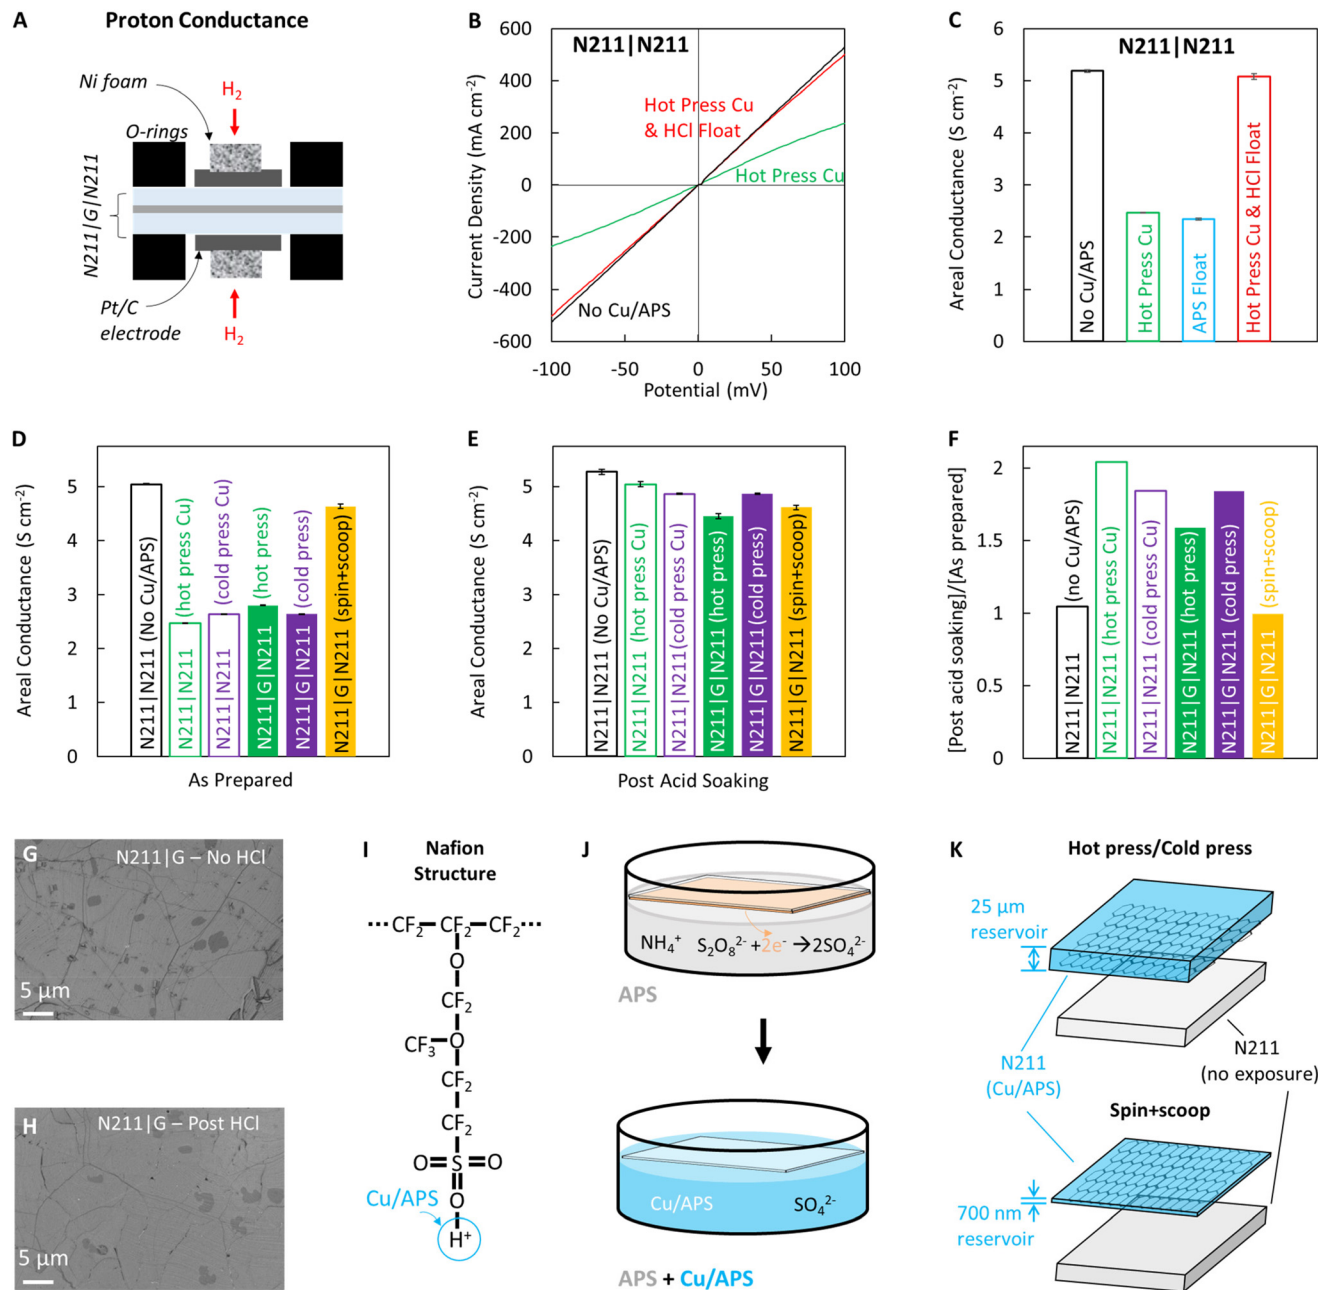 A
Proton Conductance
Ni foam
H2
O-rings
N211|G|N211
Pt/C
electrode
H2
B
N211|N211
Current Density (mA cm-2)
600
400
200
0
-200
-400
-600
Hot Press Cu
& HCl Float
Hot Press Cu
No Cu/APS
-100
-50
0
50
100
Potential (mV)
C
N211|N211
Areal Conductance (S cm-2)
6
5
4
3
2
1
0
No Cu/APS
Hot Press Cu
APS Float
Hot Press Cu & HCl Float
D
Areal Conductance (S cm-2)
5
4
3
2
1
0
N211|N211 (No Cu/APS)
N211|N211 (hot press Cu)
N211|N211 (cold press Cu)
N211|G|N211 (hot press)
N211|G|N211 (cold press)
N211|G|N211 (spin+scoop)
As Prepared
E
Areal Conductance (S cm-2)
5
4
3
2
1
0
N211|N211 (No Cu/APS)
N211|N211 (hot press Cu)
N211|N211 (cold press Cu)
N211|G|N211 (hot press)
N211|G|N211 (cold press)
N211|G|N211 (spin+scoop)
Post Acid Soaking
F
[Post acid soaking]/[As prepared]
2
1.5
1
0.5
0
N211|N211 (no Cu/APS)
N211|N211 (hot press Cu)
N211|N211 (cold press Cu)
N211|G|N211 (hot press)
N211|G|N211 (cold press)
N211|G|N211 (spin+scoop)
G
N211|G – No HCl
5 µm
H
N211|G – Post HCl
5 µm
I
Nafion
Structure
CF2 CF2 CF2
O
CF2
CF3 O
CF2
CF2
O S O
O
Cu/APS
H+
J
NH4+ S2O82- +2e- →2SO42-
APS
Cu/APS SO42-
APS + Cu/APS
K
Hot press/Cold press
25 µm
reservoir
N211
(Cu/APS)
N211
(no exposure)
Spin+scoop
700 nm
reservoir